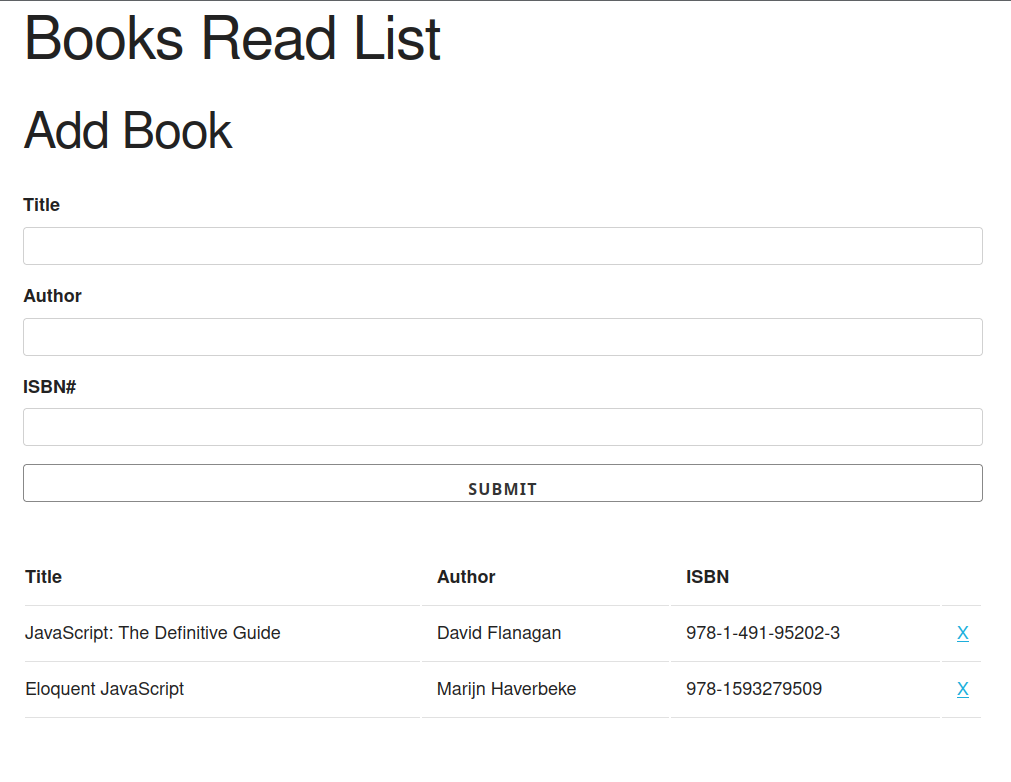 Books Read List
Add Book
Title
Author
ISBN#
SUBMIT
Title Author ISBN
JavaScript: The Definitive Guide David Flanagan 978-1-491-95202-3 X
Eloquent JavaScript Marijn Haverbeke 978-1593279509 X